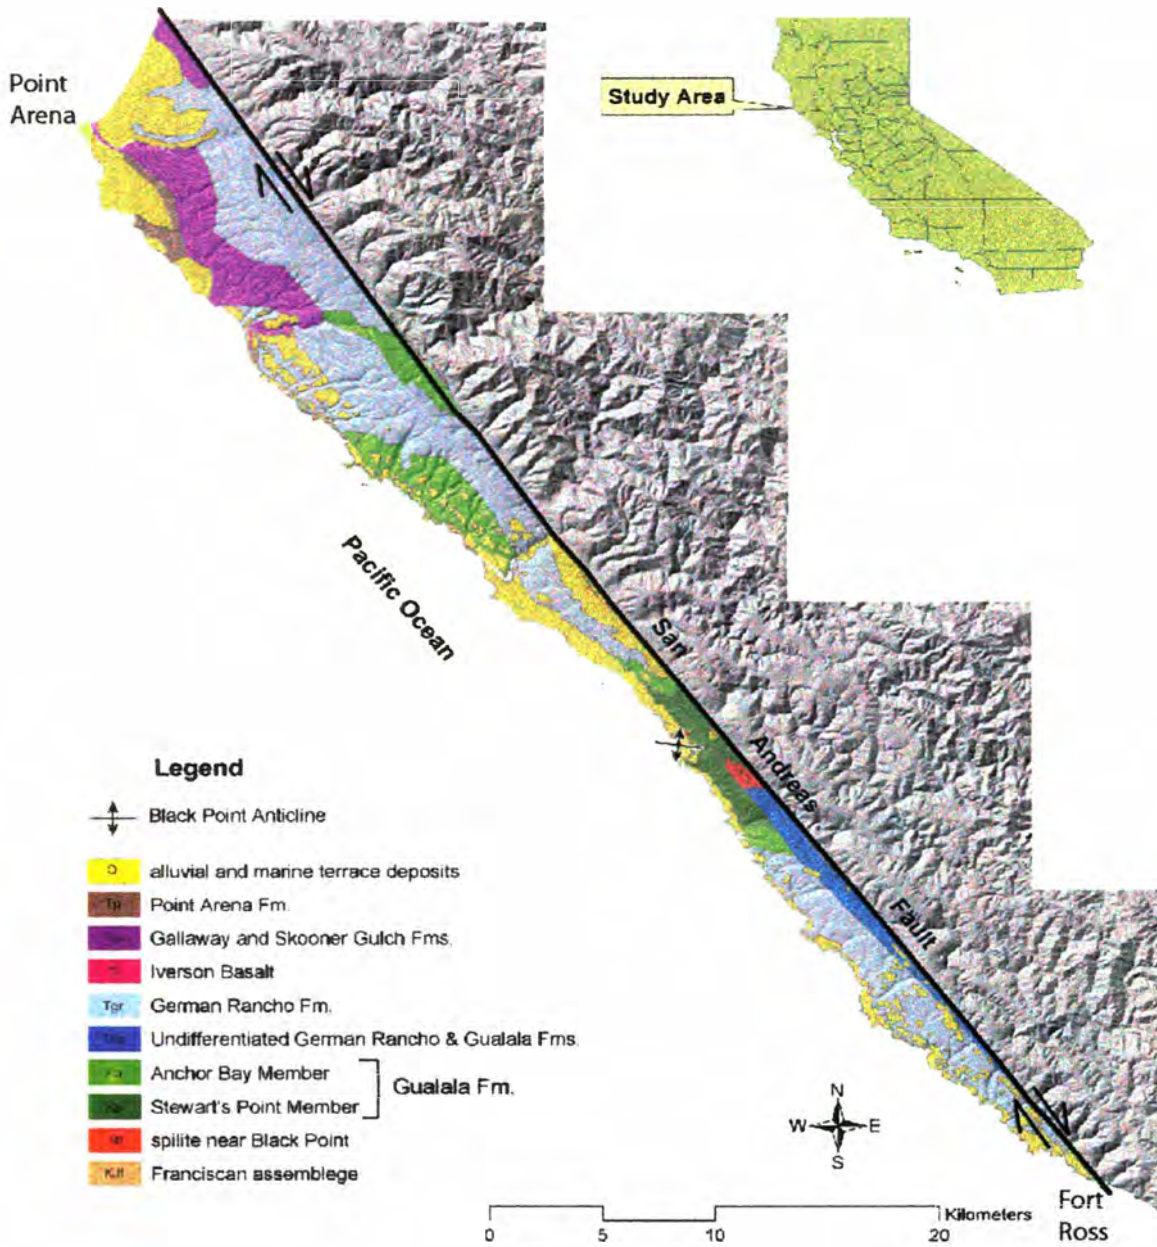 Point
Arena
Study Area
Pacific Ocean
San
Andreas
Fault
Legend
Black Point Anticline
Q alluvial and marine terrace deposits
Tp Point Arena Fm.
Gallaway and Skooner Gulch Fms.
Iverson Basalt
Tgr German Rancho Fm.
Undifferentiated German Rancho & Gualala Fms.
Anchor Bay Member
Gualala Fm.
Stewart's Point Member
spilite near Black Point
KJf Franciscan assemblege
N
W E
S
Kilometers
0 5 10 20
Fort
Ross